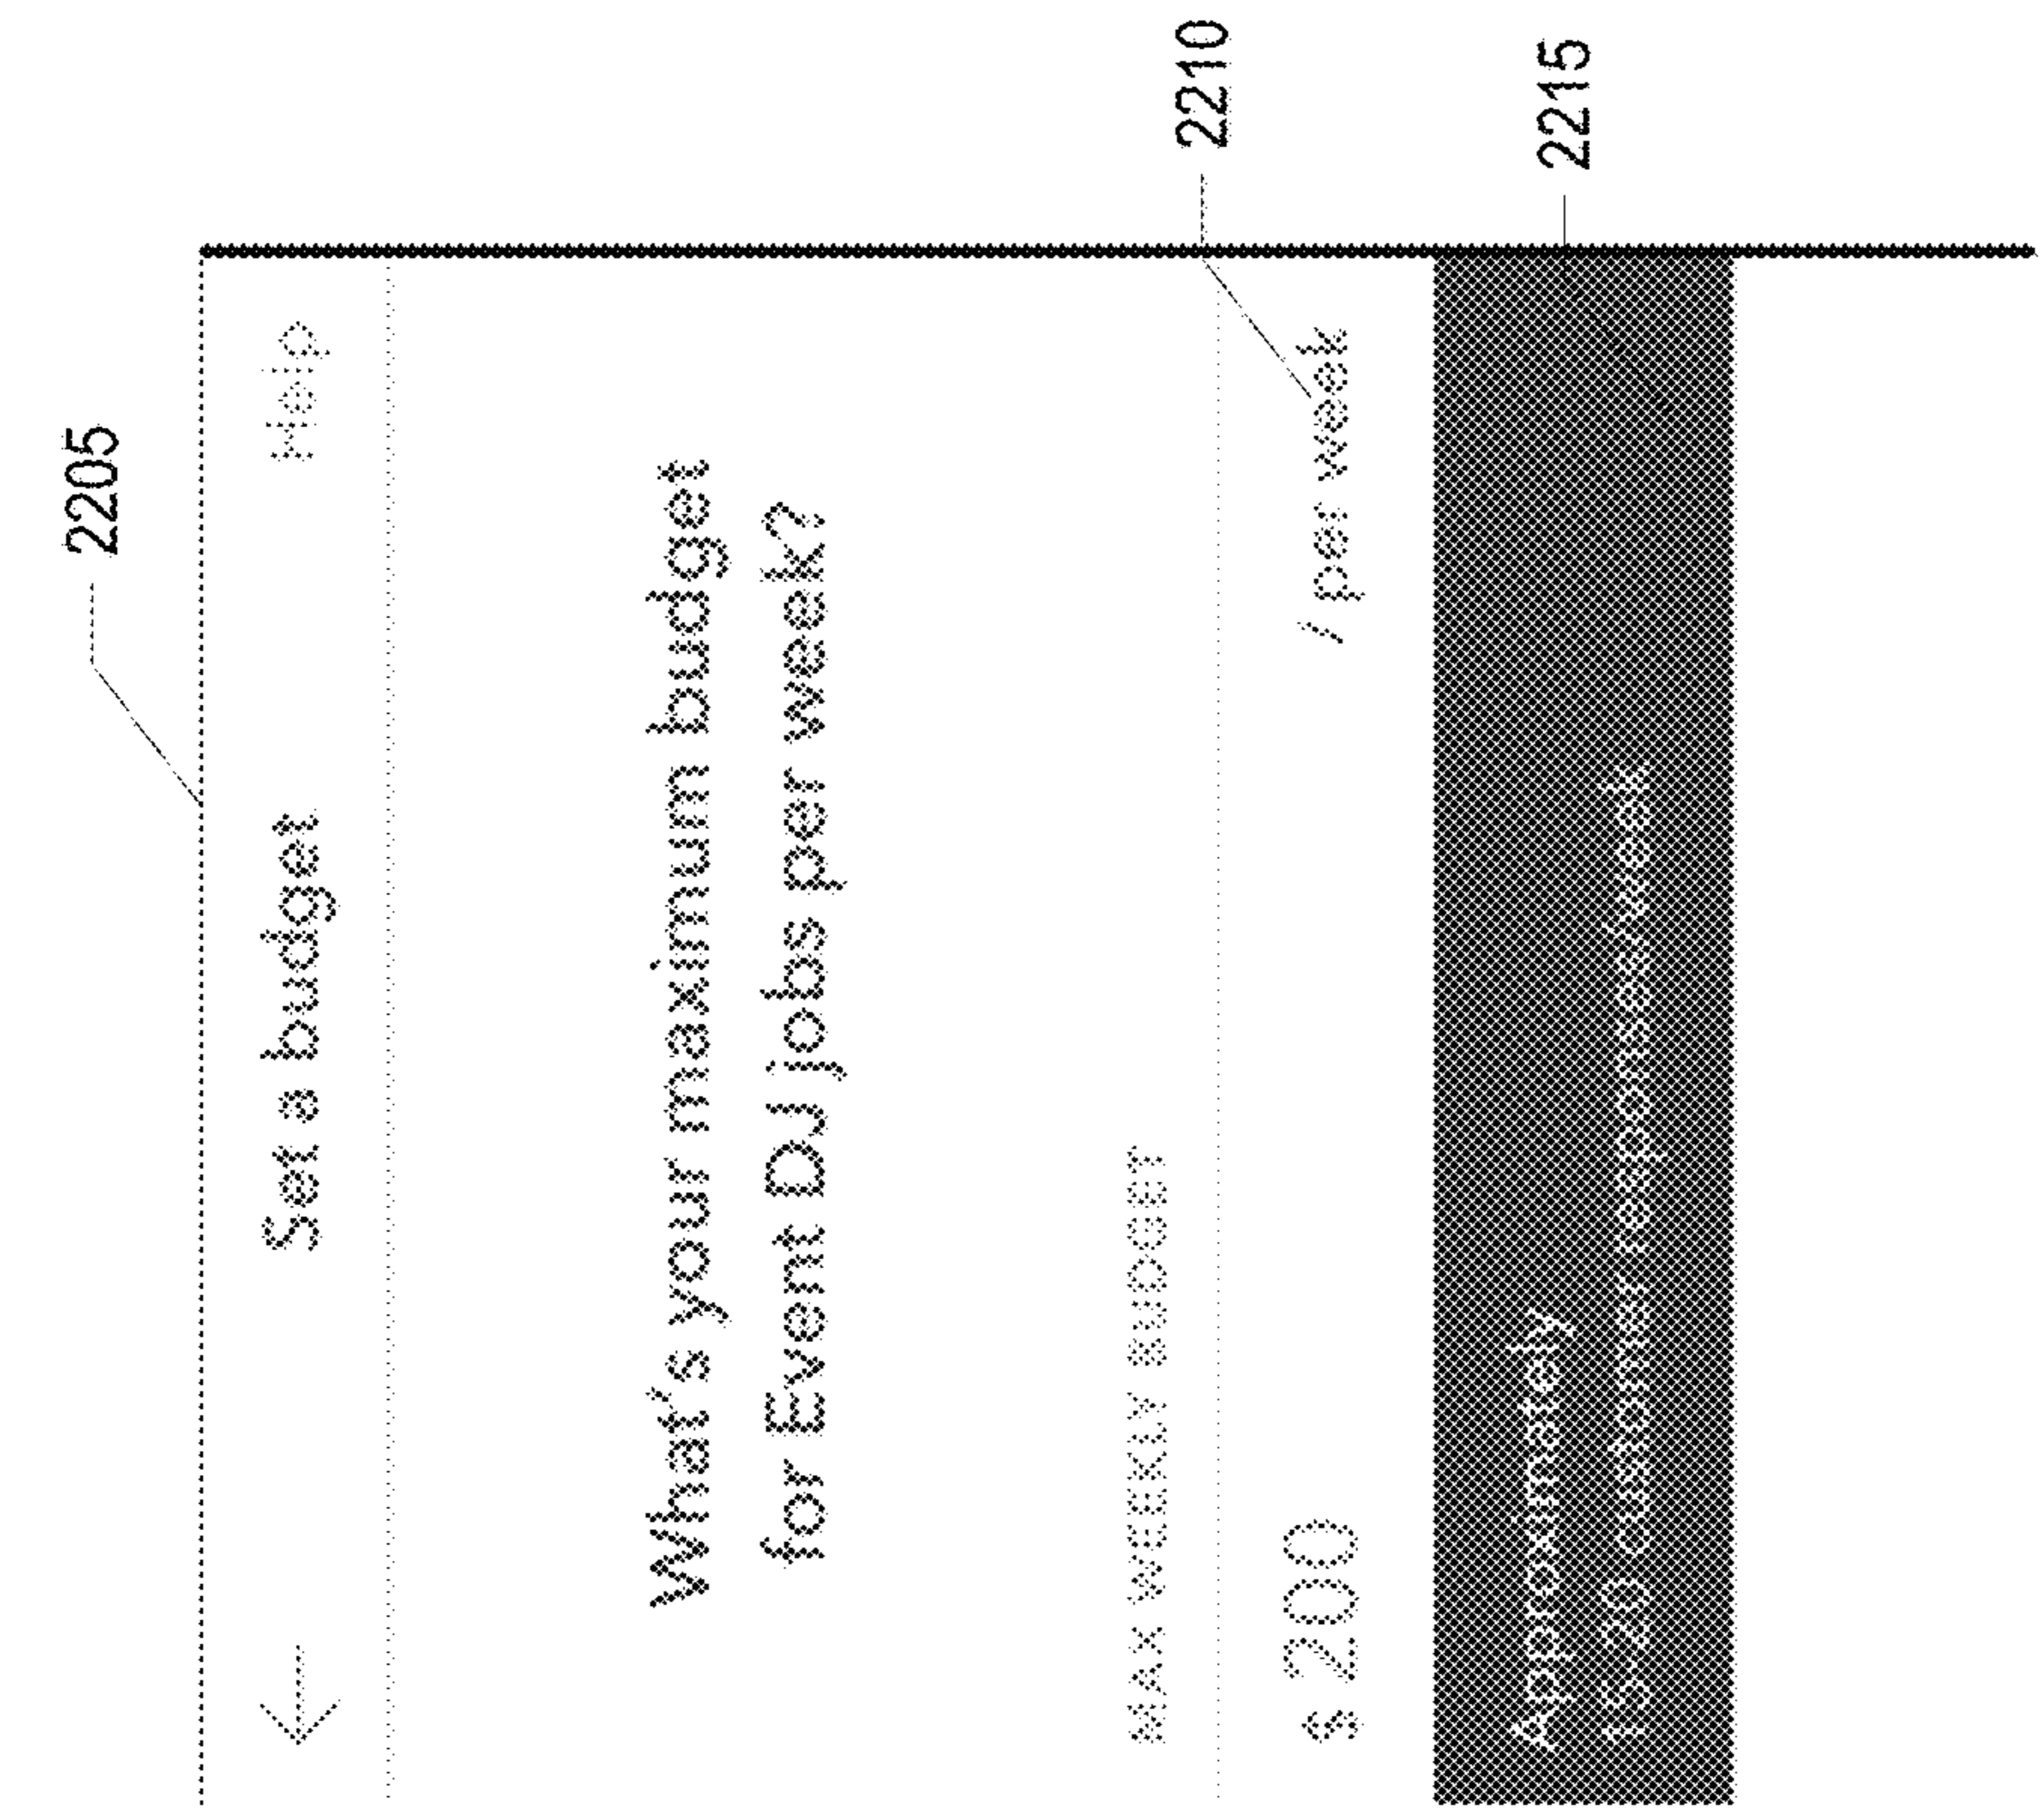 2205
← Set a budget Help
What's your maximum budget
for Event DJ jobs per week?
MAX WEEKLY BUDGET
2210
$ 200 / per week
2215
Approximately
15-20 customer responses/week